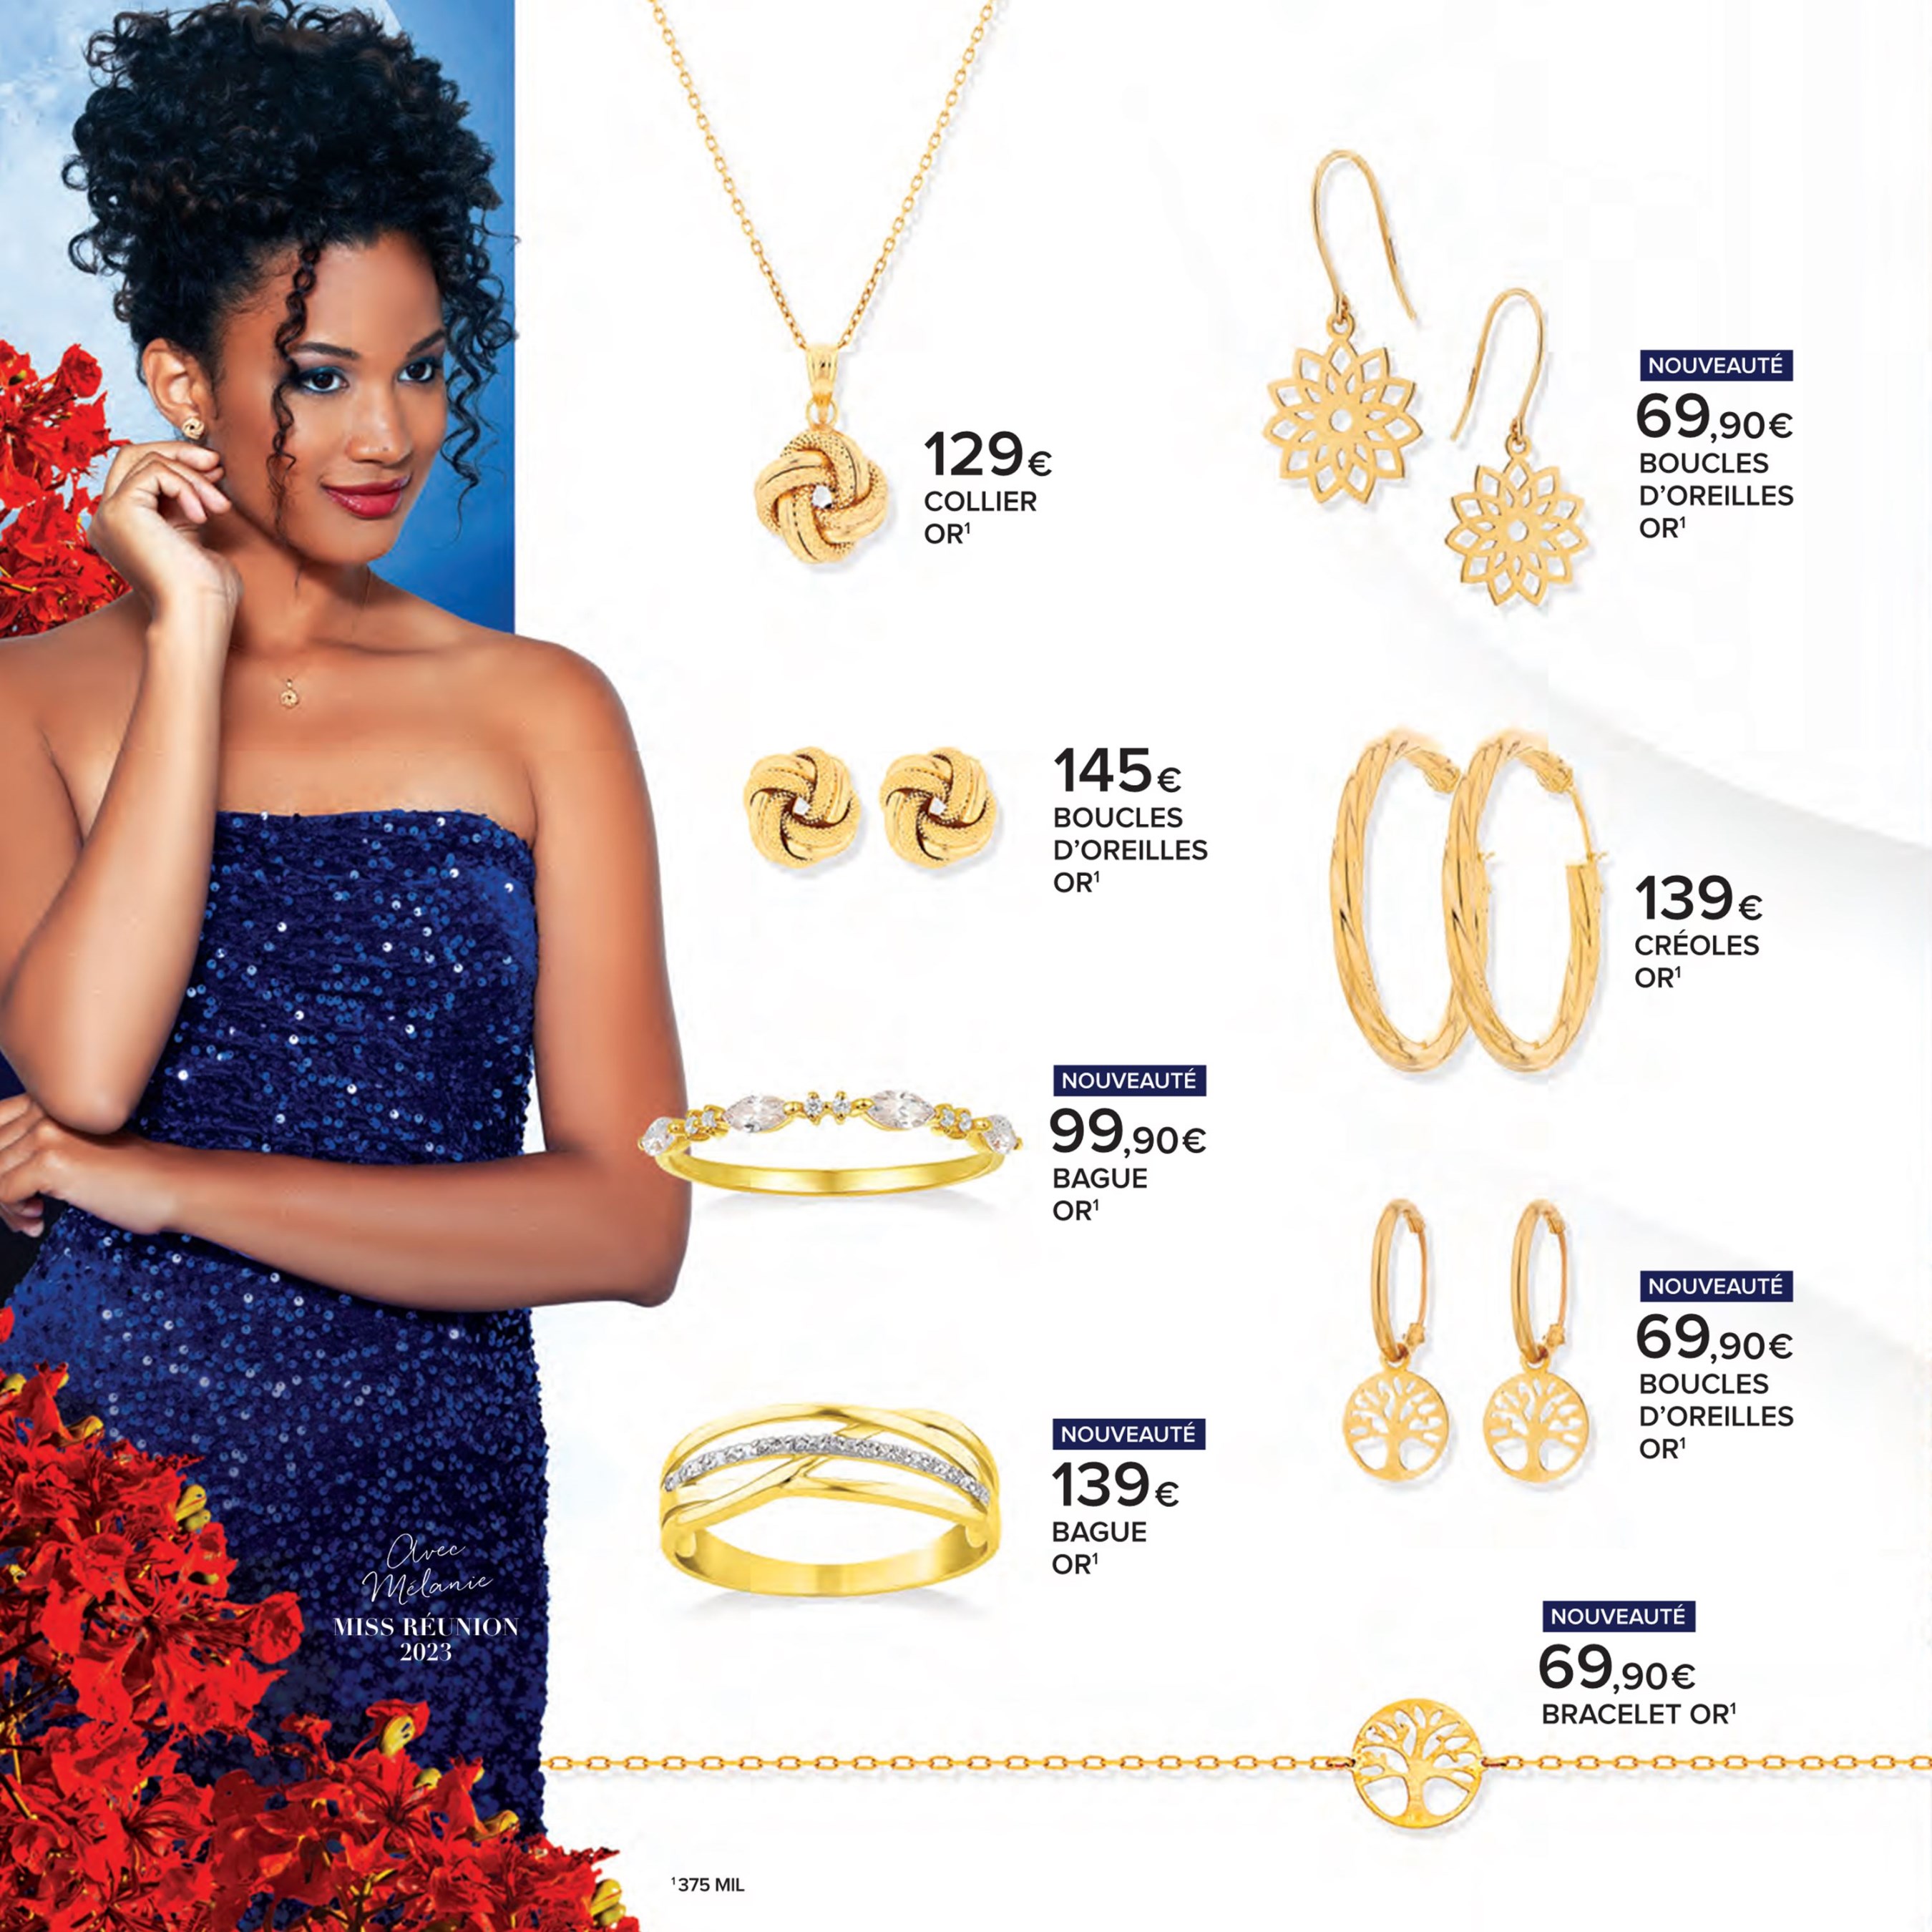 129€
COLLIER
OR¹
NOUVEAUTÉ
69,90€
BOUCLES
D'OREILLES
OR¹
145€
BOUCLES
D'OREILLES
OR¹
139€
CRÉOLES
OR¹
NOUVEAUTÉ
99,90€
BAGUE
OR¹
NOUVEAUTÉ
69,90€
BOUCLES
D'OREILLES
OR¹
NOUVEAUTÉ
139€
BAGUE
OR¹
Avec
Mélanie
MISS RÉUNION
2023
NOUVEAUTÉ
69,90€
BRACELET OR¹
¹375 MIL